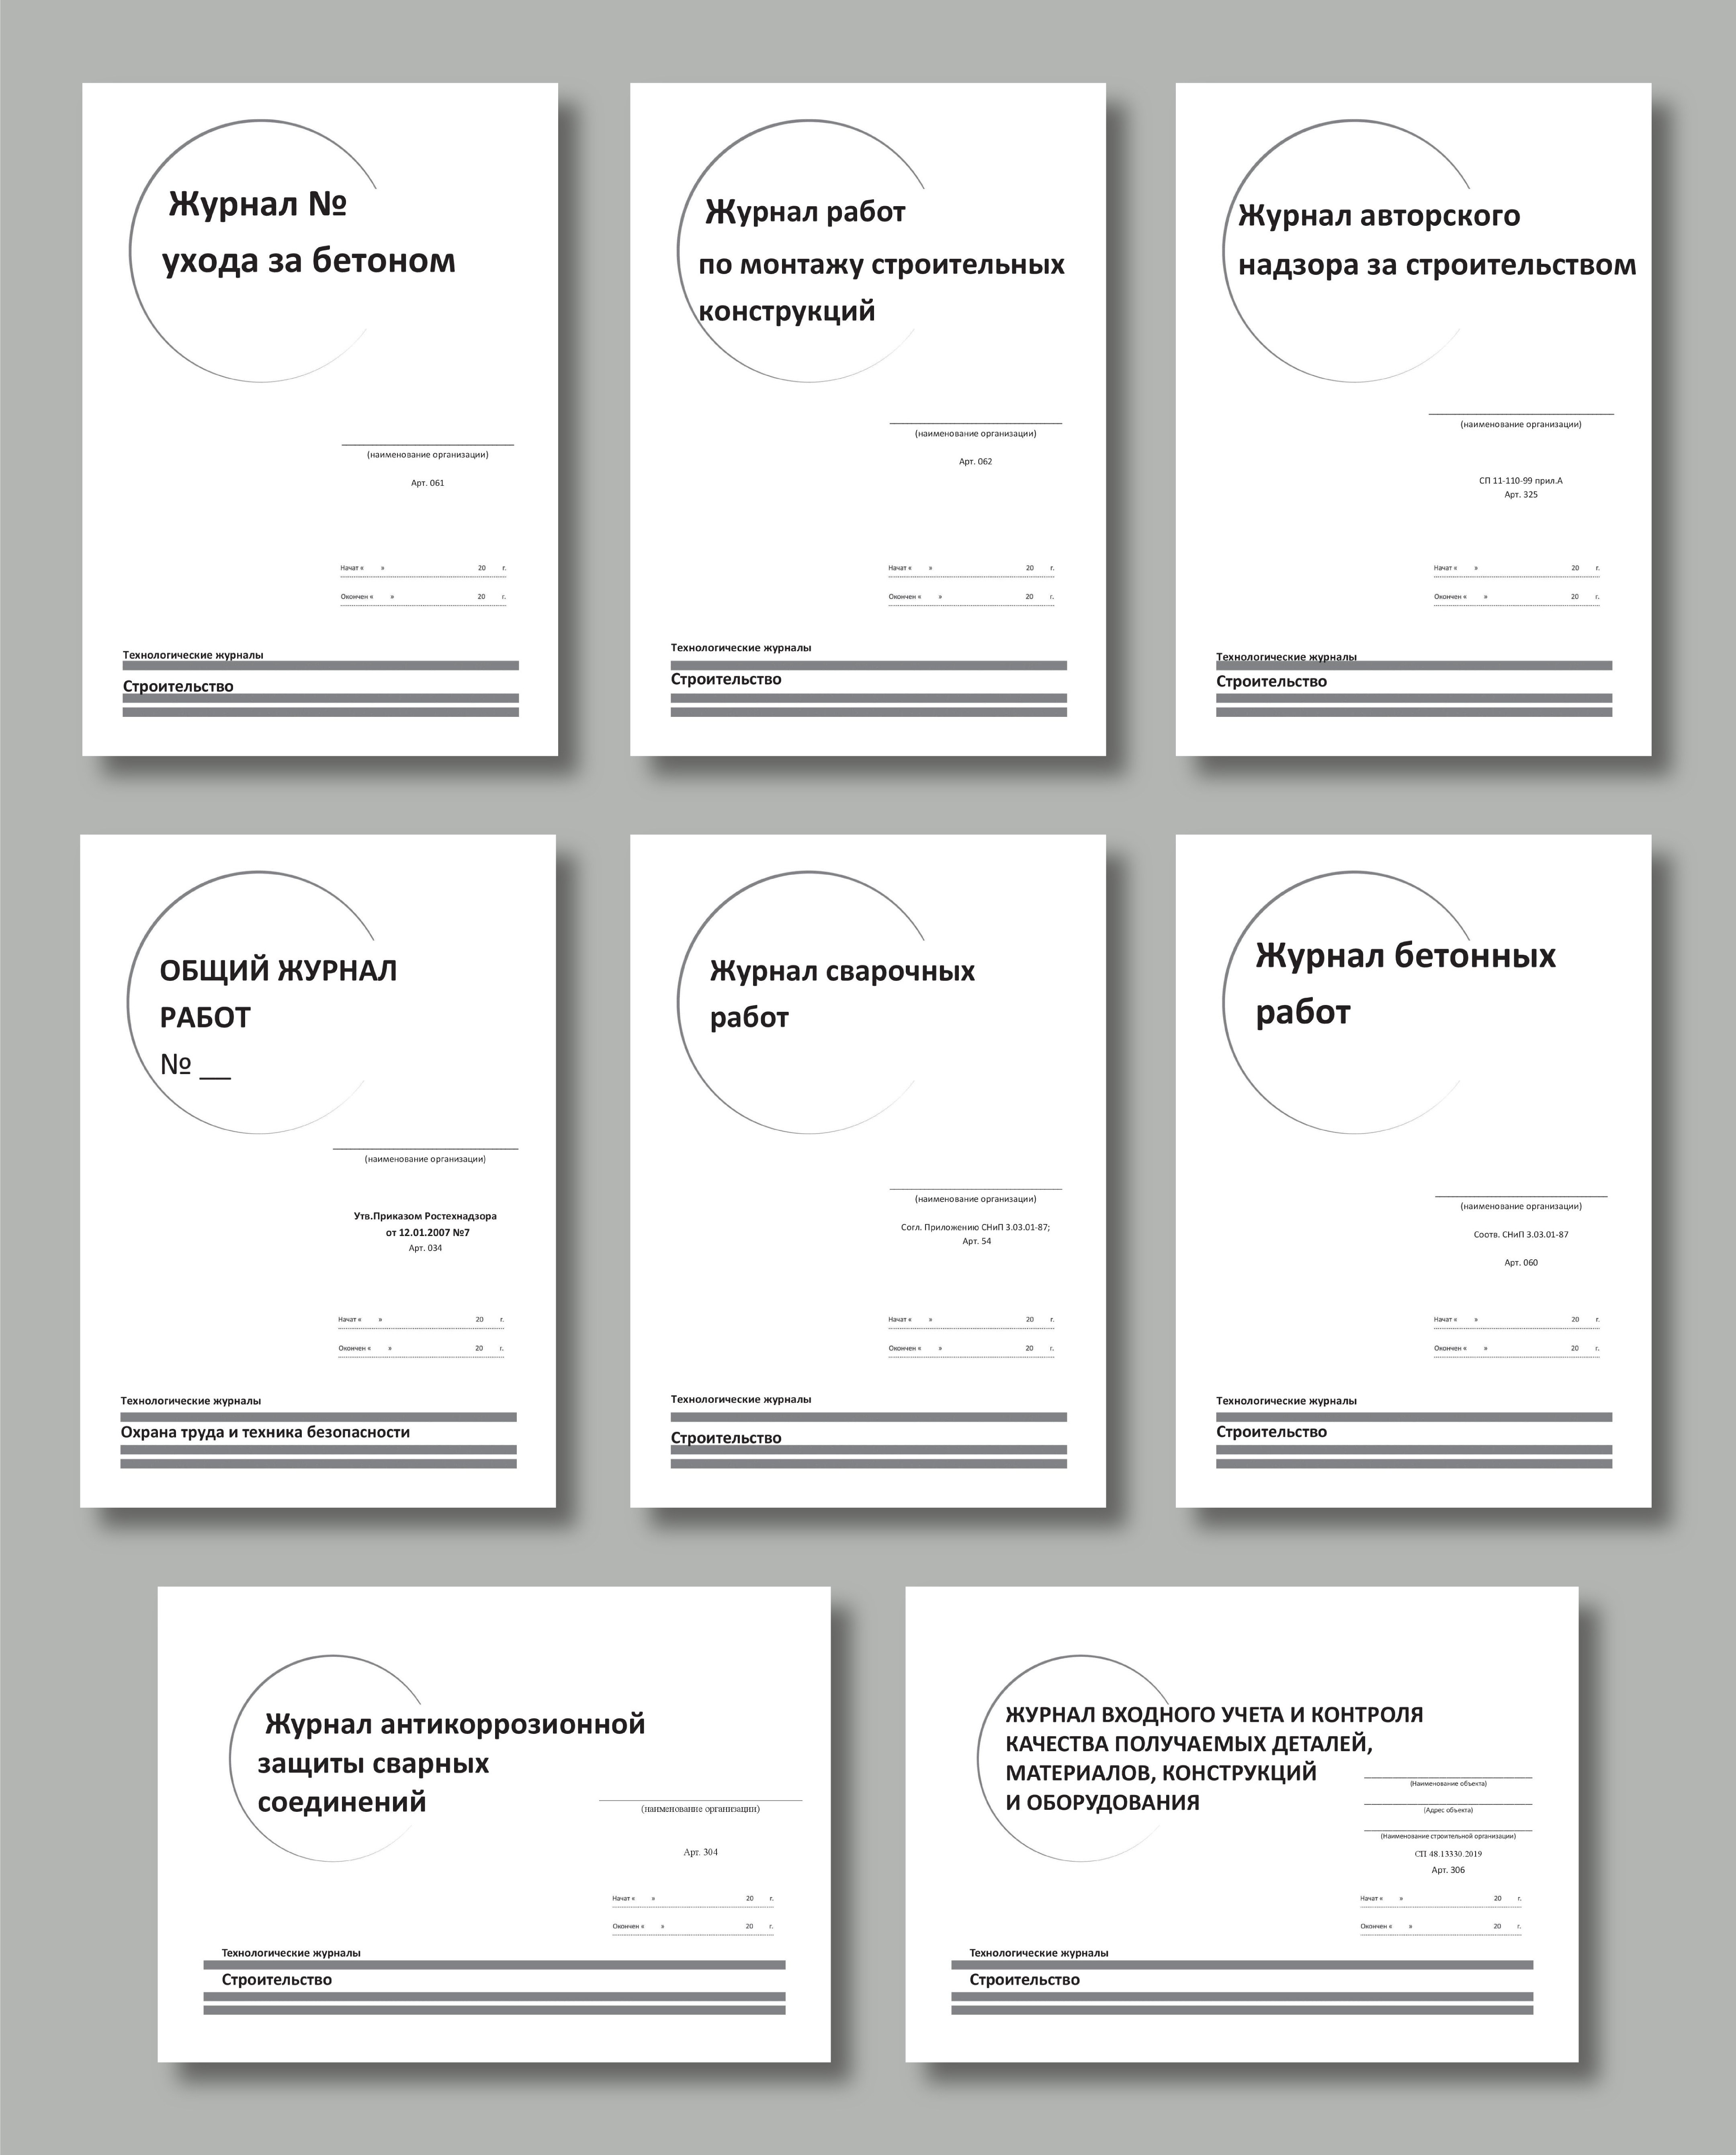 Журнал №
ухода за бетоном
(наименование организации)
Арт. 061
Начат « » 20 г.
Окончен « » 20 г.
Технологические журналы
Строительство
Журнал работ
по монтажу строительных
конструкций
(наименование организации)
Арт. 062
Начат « » 20 г.
Окончен « » 20 г.
Технологические журналы
Строительство
Журнал авторского
надзора за строительством
(наименование организации)
СП 11-110-99 прил.А
Арт. 325
Начат « » 20 г.
Окончен « » 20 г.
Технологические журналы
Строительство
ОБЩИЙ ЖУРНАЛ
РАБОТ
№ __
(наименование организации)
Утв.Приказом Ростехнадзора
от 12.01.2007 №7
Арт. 034
Начат « » 20 г.
Окончен « » 20 г.
Технологические журналы
Охрана труда и техника безопасности
Журнал сварочных
работ
(наименование организации)
Согл. Приложению СНиП 3.03.01-87;
Арт. 54
Начат « » 20 г.
Окончен « » 20 г.
Технологические журналы
Строительство
Журнал бетонных
работ
(наименование организации)
Соотв. СНиП 3.03.01-87
Арт. 060
Начат « » 20 г.
Окончен « » 20 г.
Технологические журналы
Строительство
Журнал антикоррозионной
защиты сварных
соединений
(наименование организации)
Арт. 304
Начат « » 20 г.
Окончен « » 20 г.
Технологические журналы
Строительство
ЖУРНАЛ ВХОДНОГО УЧЕТА И КОНТРОЛЯ
КАЧЕСТВА ПОЛУЧАЕМЫХ ДЕТАЛЕЙ,
МАТЕРИАЛОВ, КОНСТРУКЦИЙ
И ОБОРУДОВАНИЯ
(Наименование объекта)
(Адрес объекта)
(Наименование строительной организации)
СП 48.13330.2019
Арт. 306
Начат « » 20 г.
Окончен « » 20 г.
Технологические журналы
Строительство